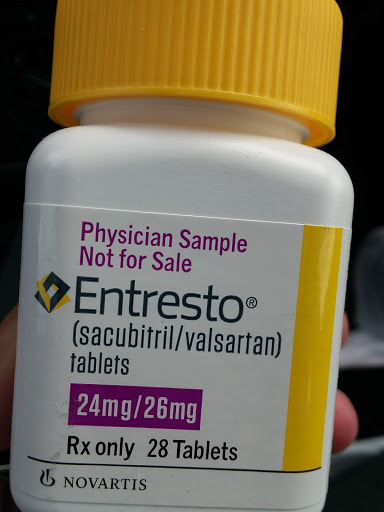 Physician Sample
Not for Sale
Entresto®
(sacubitril/valsartan)
tablets
24mg/26mg
Rx only 28 Tablets
NOVARTIS